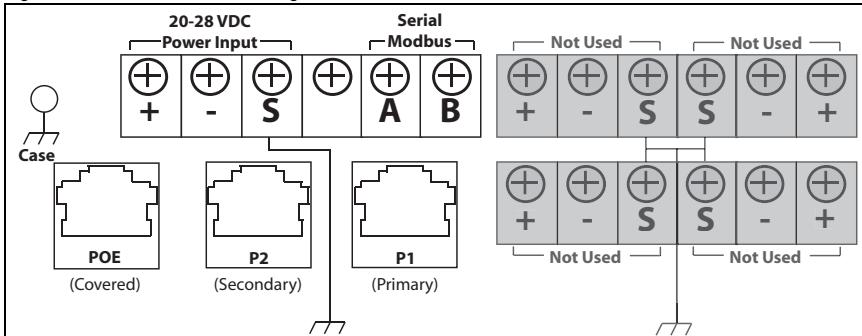 20-28 VDC
Power Input
Serial
Modbus
Not Used
Not Used
+ - S A B
+ - S S - +
Case
+ - S S - +
POE
P2
P1
Not Used
Not Used
(Covered)
(Secondary)
(Primary)